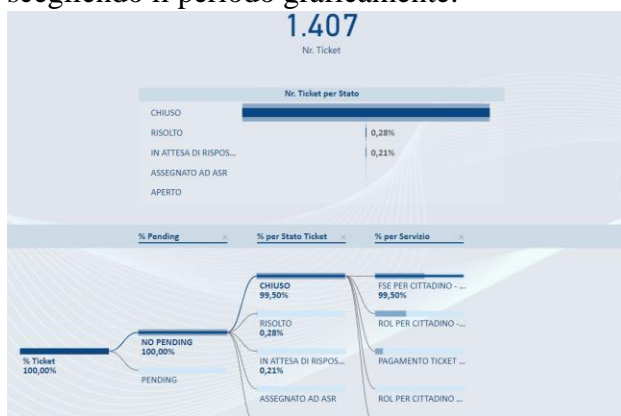 scegliendo il periodo graficamente.
1.407
Nr. Ticket
Nr. Ticket per Stato
CHIUSO
RISOLTO
0,28%
IN ATTESA DI RISPOS...
0,21%
ASSEGNATO AD ASR
APERTO
% Pending
% per Stato Ticket
% per Servizio
CHIUSO
99,50%
FSE PER CITTADINO - ...
99,50%
RISOLTO
0,28%
ROL PER CITTADINO -...
NO PENDING
100,00%
% Ticket
100,00%
IN ATTESA DI RISPOS...
0,21%
PAGAMENTO TICKET ...
PENDING
ASSEGNATO AD ASR
ROL PER CITTADINO ...